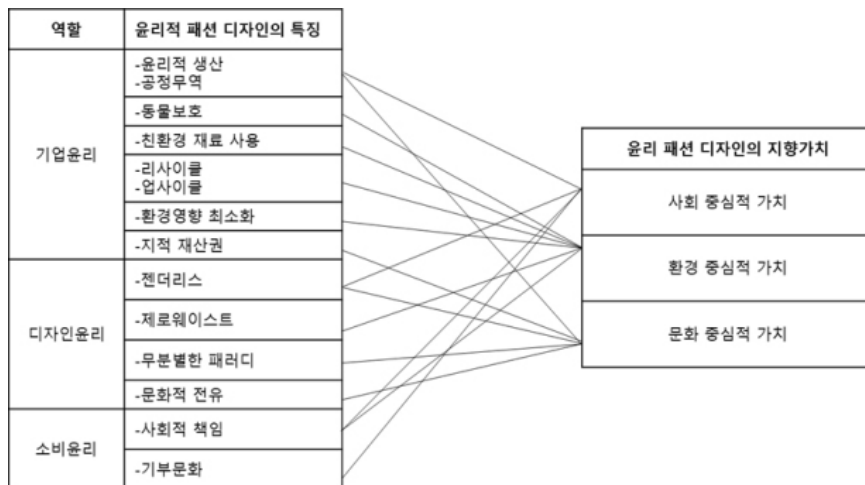 역할
윤리적 패션 디자인의 특징
기업윤리
-윤리적 생산
-공정무역
-동물보호
-친환경 재료 사용
-리사이클
-업사이클
-환경영향 최소화
-지적 재산권
디자인윤리
-젠더리스
-제로웨이스트
-무분별한 패러디
-문화적 전유
소비윤리
-사회적 책임
-기부문화
윤리 패션 디자인의 지향가치
사회 중심적 가치
환경 중심적 가치
문화 중심적 가치